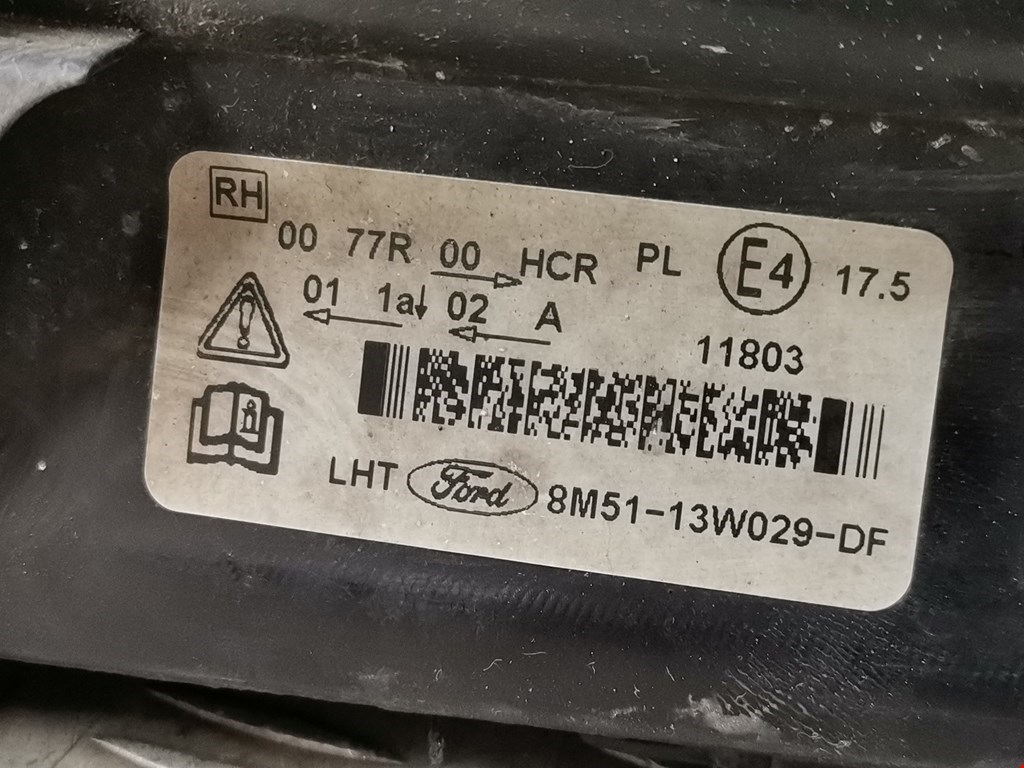 RH
00 77R 00 HCR PL E4 17.5
01 1a 02 A
11803
LHT Ford 8M51-13W029-DF